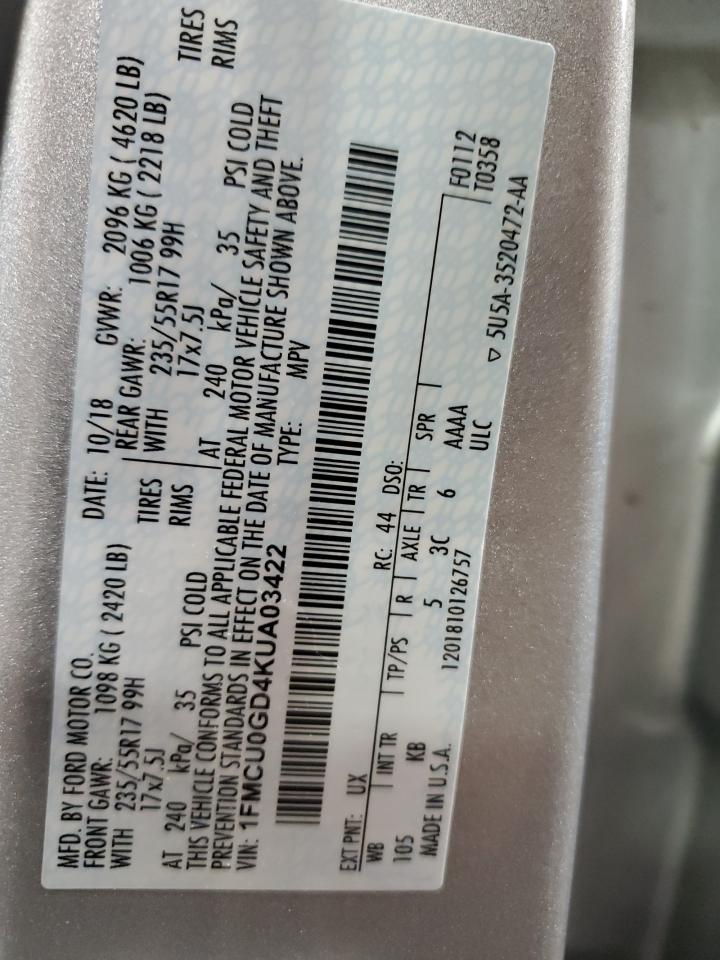 MFD. BY FORD MOTOR CO. DATE: 10/18 GVWR: 2096 KG ( 4620 LB)
FRONT GAWR: 1098 KG ( 2420 LB) REAR GAWR: 1006 KG ( 2218 LB)
WITH 235/55R17 99H TIRES WITH 235/55R17 99H TIRES
17x7.5J RIMS 17x7.5J RIMS
AT 240 kPa/ 35 PSI COLD AT 240 kPa/ 35 PSI COLD
THIS VEHICLE CONFORMS TO ALL APPLICABLE FEDERAL MOTOR VEHICLE SAFETY AND THEFT
PREVENTION STANDARDS IN EFFECT ON THE DATE OF MANUFACTURE SHOWN ABOVE.
VIN: 1FMCU0GD4KUA03422 TYPE: MPV
EXT PNT: UX RC: 44 DSO:
WB INT TR TP/PS R AXLE TR SPR F0112
105 KB 5 3C 6 AAAA T0358
MADE IN U.S.A. 1201810126757 ULC ▽ 5U5A-3520472-AA